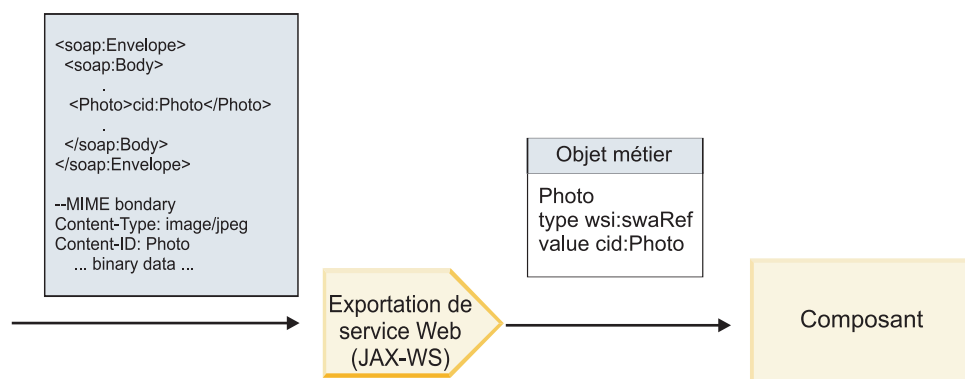 <soap:Envelope>
<soap:Body>
.
<Photo>cid:Photo</Photo>
.
</soap:Body>
</soap:Envelope>
--MIME bondary
Content-Type: image/jpeg
Content-ID: Photo
... binary data ...
Objet métier
Photo
type wsi:swaRef
value cid:Photo
Exportation de
service Web
(JAX-WS)
Composant